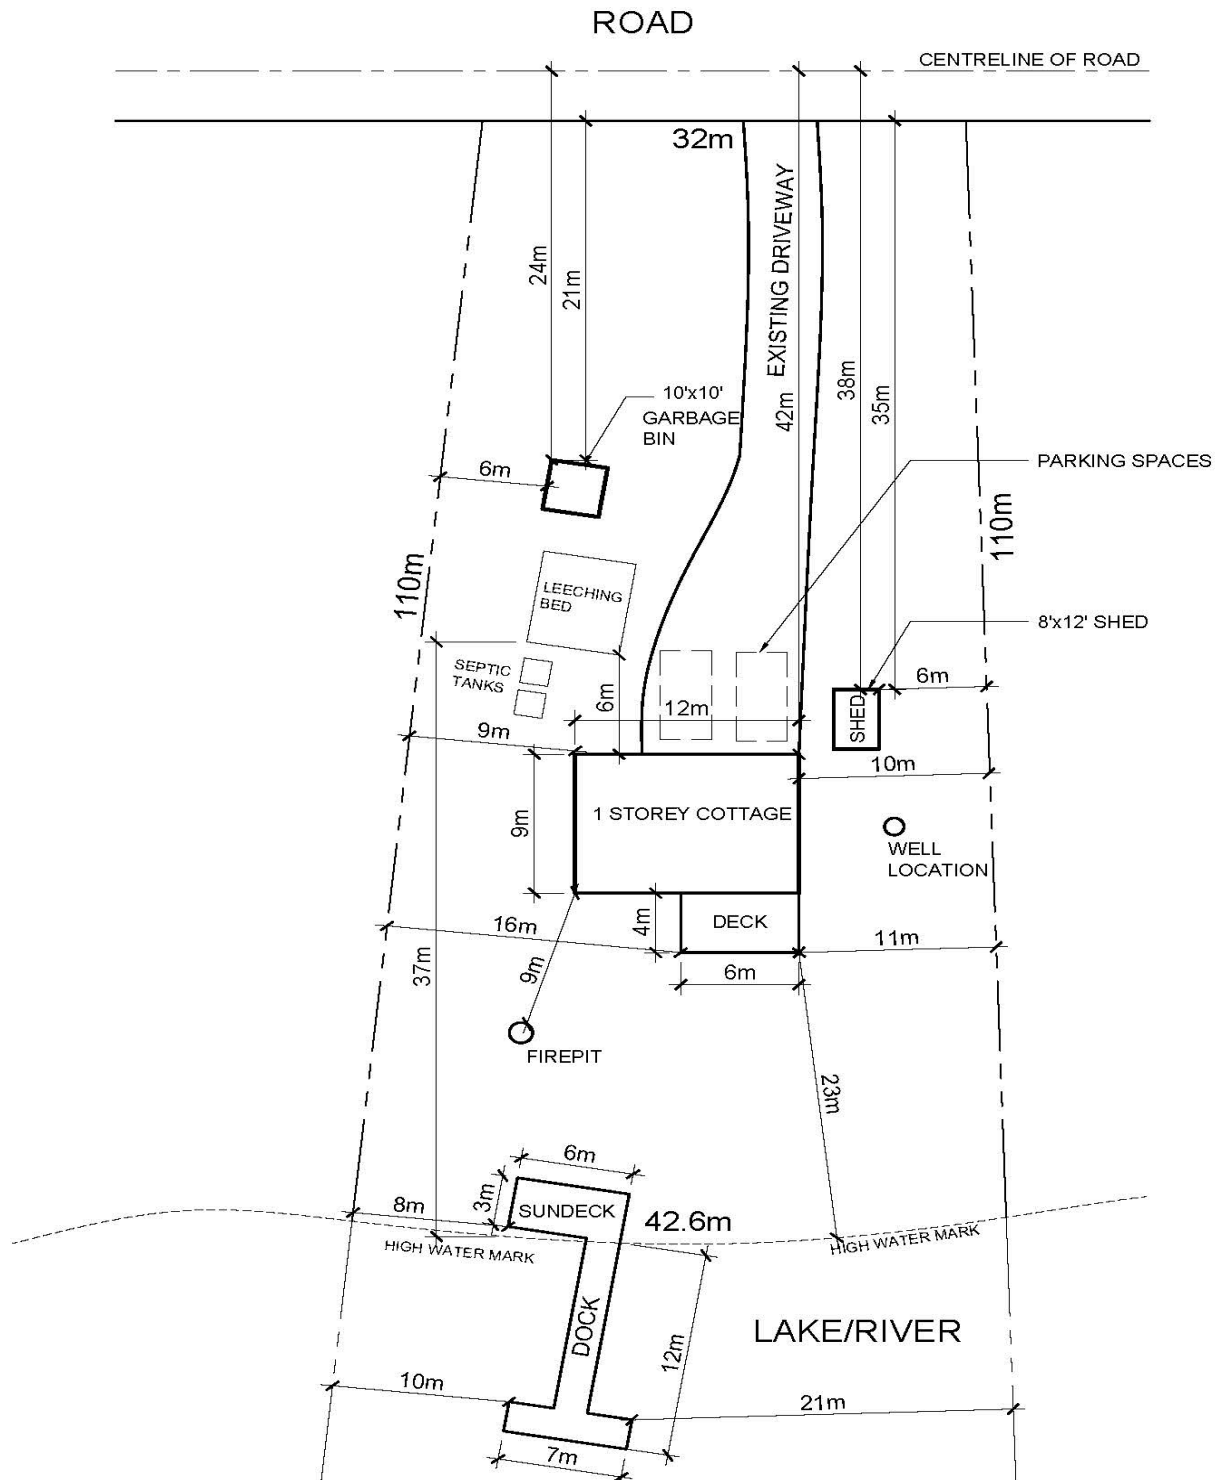 ROAD
CENTRELINE OF ROAD
32m
EXISTING DRIVEWAY
24m
21m
42m
38m
35m
10'x10'
GARBAGE
BIN
6m
PARKING SPACES
110m
110m
LEECHING
BED
8'x12' SHED
SEPTIC
TANKS
6m
6m
12m
SHED
9m
10m
9m
1 STOREY COTTAGE
WELL
LOCATION
16m
4m
DECK
11m
37m
9m
6m
FIREPIT
23m
6m
3m
8m
SUNDECK
42.6m
HIGH WATER MARK
HIGH WATER MARK
DOCK
12m
LAKE/RIVER
10m
21m
7m